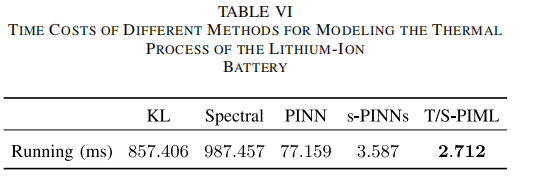 TABLE VI
TIME COSTS OF DIFFERENT METHODS FOR MODELING THE THERMAL
PROCESS OF THE LITHIUM-ION
BATTERY
KL Spectral PINN s-PINNs T/S-PIML
Running (ms) 857.406 987.457 77.159 3.587 2.712